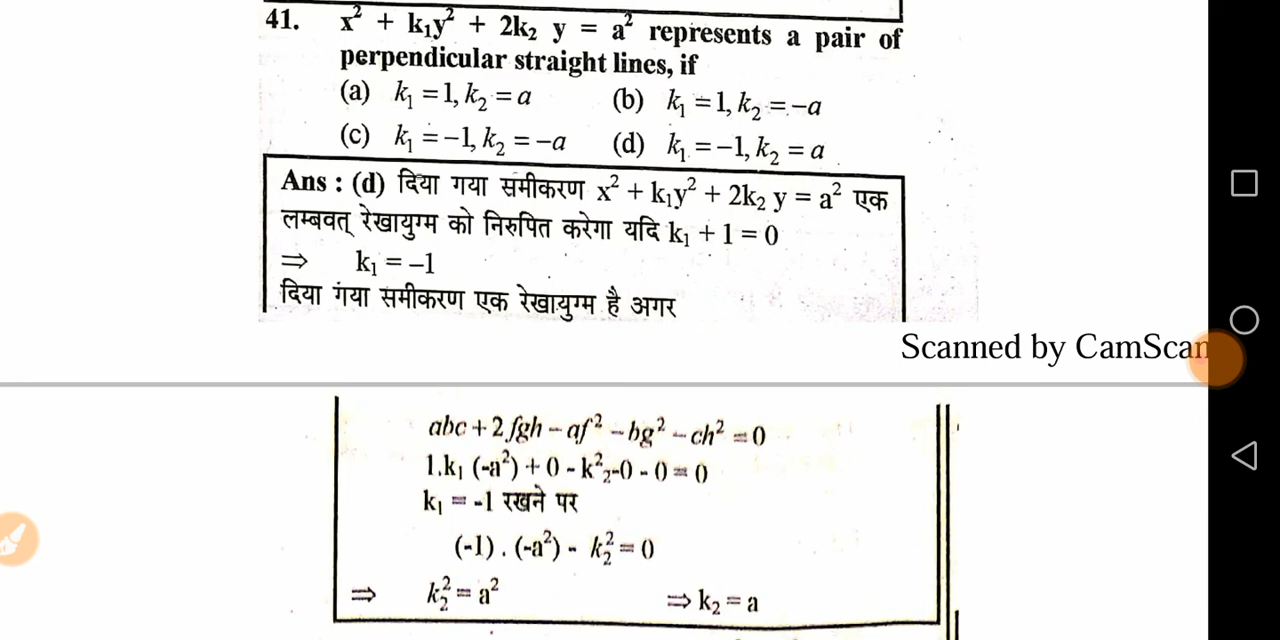 41. x² + k₁y² + 2k₂ y = a² represents a pair of
perpendicular straight lines, if
(a) k₁ = 1, k₂ = a (b) k₁ = 1, k₂ = -a
(c) k₁ = -1, k₂ = -a (d) k₁ = -1, k₂ = a
Ans : (d) दिया गया समीकरण x² + k₁y² + 2k₂ y = a² एक
लम्बवत् रेखायुग्म को निरुपित करेगा यदि k₁ + 1 = 0
⇒ k₁ = –1
दिया गया समीकरण एक रेखायुग्म है अगर
Scanned by CamScan
abc + 2fgh – af² – bg² – ch² = 0
1.k₁ (-a²) + 0 - k²₂-0 - 0 = 0
k₁ = -1 रखने पर
(-1) . (-a²) - k₂² = 0
⇒ k₂² = a² ⇒ k₂ = a